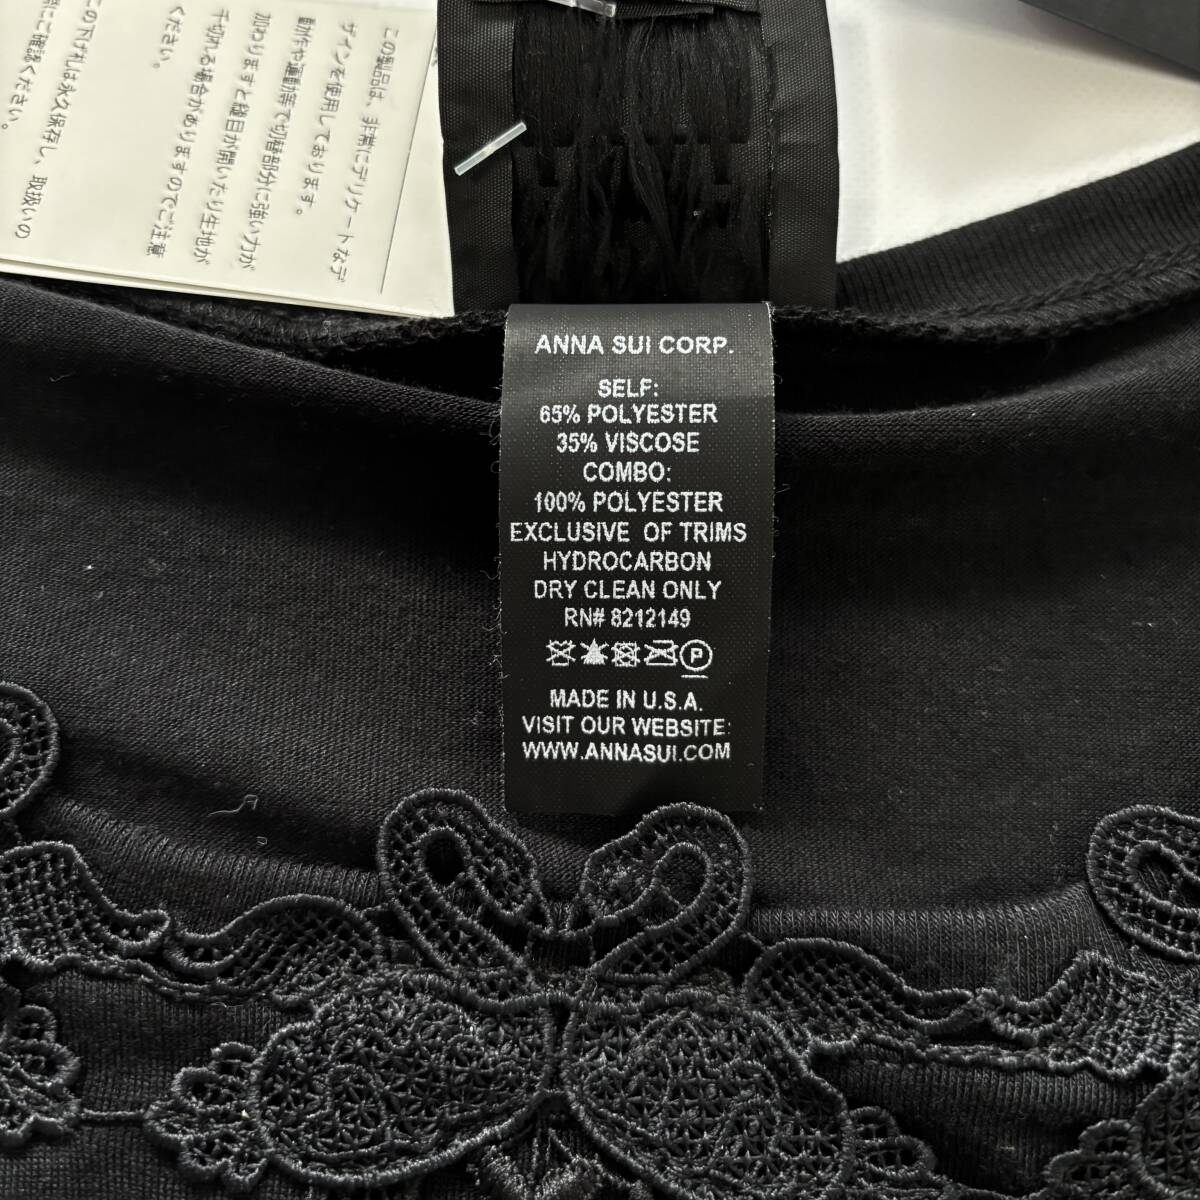 この製品は、非常にデリケートなデ
ザインを使用しております。
動作や運動等で切替部分に強い力が
加わりますと縫目が開いたり生地が
千切れる場合がありますのでご注意
ください。
この下げ札は永久保存し、取扱いの
際にご確認ください。
ANNA SUI CORP.
SELF:
65% POLYESTER
35% VISCOSE
COMBO:
100% POLYESTER
EXCLUSIVE OF TRIMS
HYDROCARBON
DRY CLEAN ONLY
RN# 8212149
P
MADE IN U.S.A.
VISIT OUR WEBSITE:
WWW.ANNASUI.COM